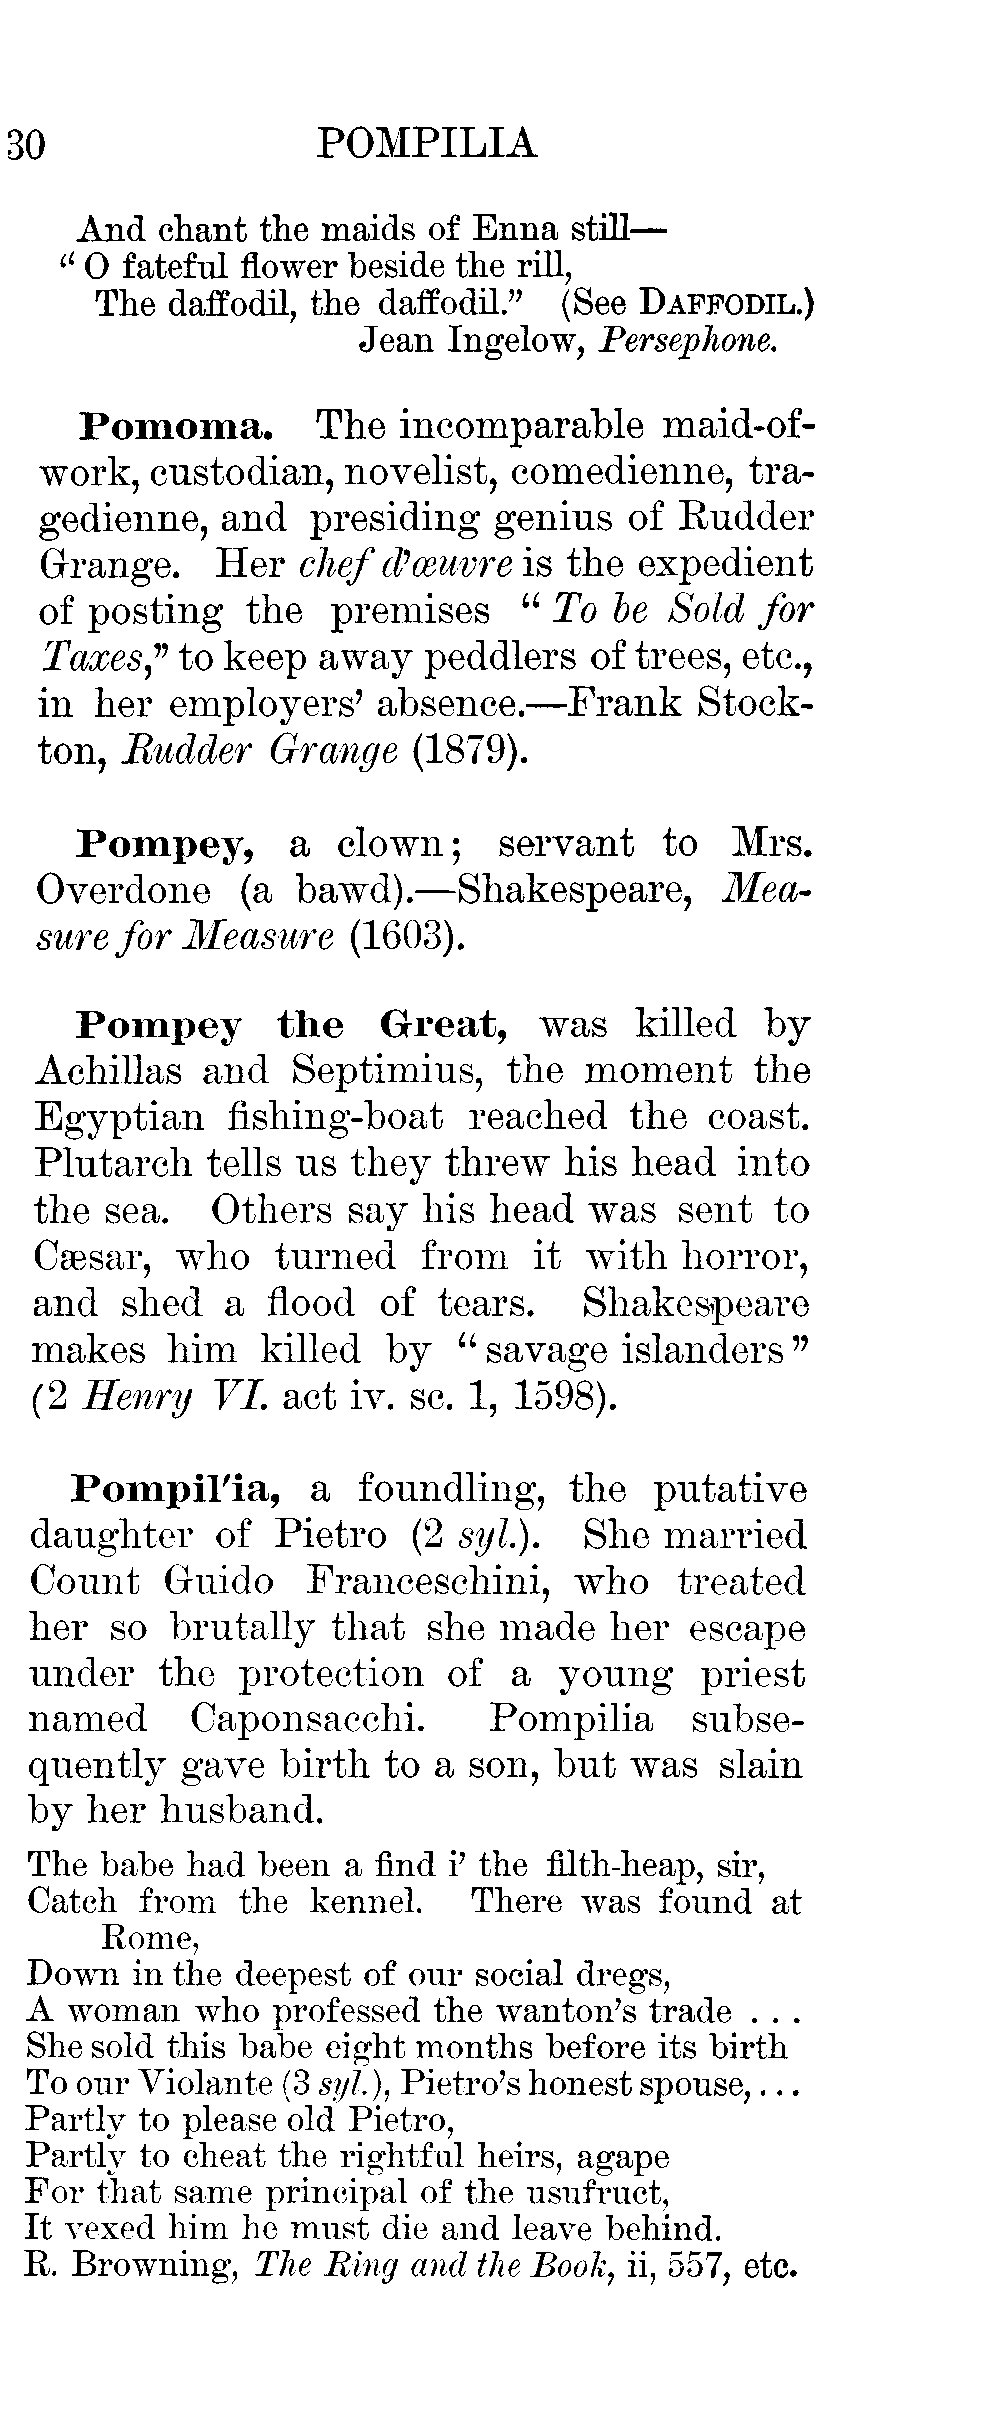 30 POMPILIA
And chant the maids of Enna still—
“ O fateful flower beside the rill,
The daffodil, the daffodil.” (See DAFFODIL.)
Jean Ingelow, Persephone.
Pomoma. The incomparable maid-of-
work, custodian, novelist, comedienne, tra-
gedienne, and presiding genius of Rudder
Grange. Her chef d’œuvre is the expedient
of posting the premises “ To be Sold for
Taxes,” to keep away peddlers of trees, etc.,
in her employers’ absence.—Frank Stock-
ton, Rudder Grange (1879).
Pompey, a clown; servant to Mrs.
Overdone (a bawd).—Shakespeare, Mea-
sure for Measure (1603).
Pompey the Great, was killed by
Achillas and Septimius, the moment the
Egyptian fishing-boat reached the coast.
Plutarch tells us they threw his head into
the sea. Others say his head was sent to
Cæsar, who turned from it with horror,
and shed a flood of tears. Shakespeare
makes him killed by “ savage islanders ”
(2 Henry VI. act iv. sc. 1, 1598).
Pompil'ia, a foundling, the putative
daughter of Pietro (2 syl.). She married
Count Guido Franceschini, who treated
her so brutally that she made her escape
under the protection of a young priest
named Caponsacchi. Pompilia subse-
quently gave birth to a son, but was slain
by her husband.
The babe had been a find i’ the filth-heap, sir,
Catch from the kennel. There was found at
Rome,
Down in the deepest of our social dregs,
A woman who professed the wanton’s trade . . .
She sold this babe eight months before its birth
To our Violante (3 syl.), Pietro’s honest spouse, . . .
Partly to please old Pietro,
Partly to cheat the rightful heirs, agape
For that same principal of the usufruct,
It vexed him he must die and leave behind.
R. Browning, The Ring and the Book, ii, 557, etc.